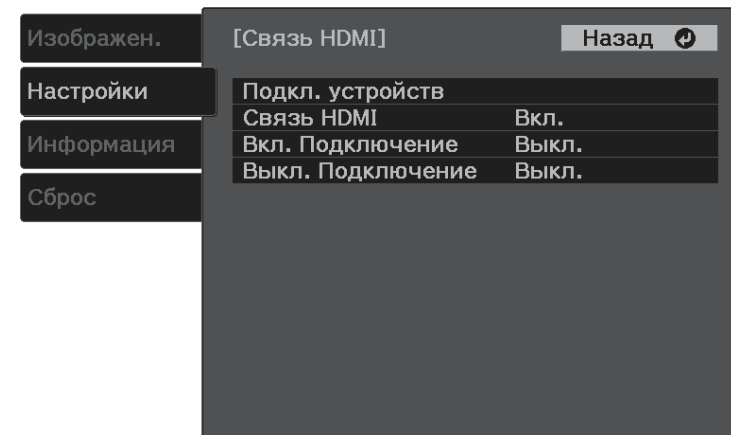 Изображен.
Настройки
Информация
Сброс
[Связь HDMI]
Назад
Подкл. устройств
Связь HDMI Вкл.
Вкл. Подключение Выкл.
Выкл. Подключение Выкл.